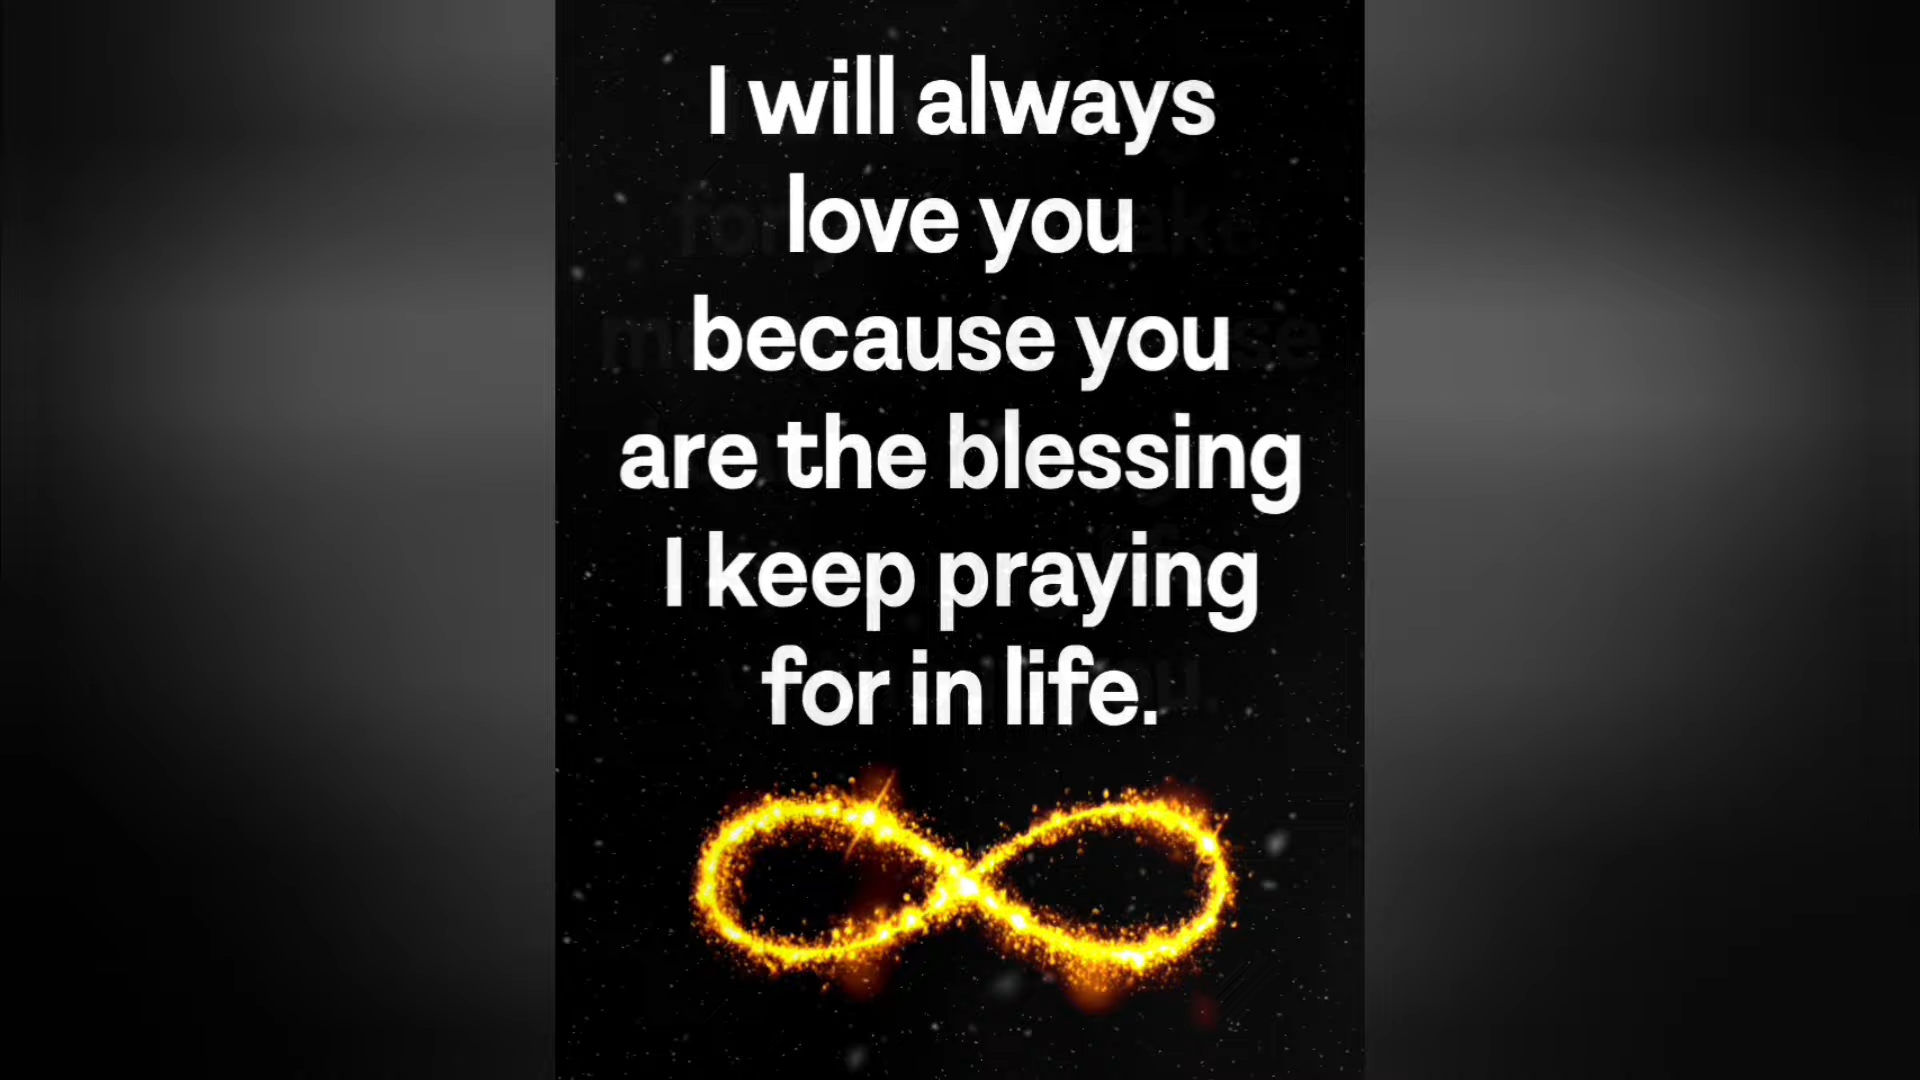 I will always
love you
because you
are the blessing
I keep praying
for in life.